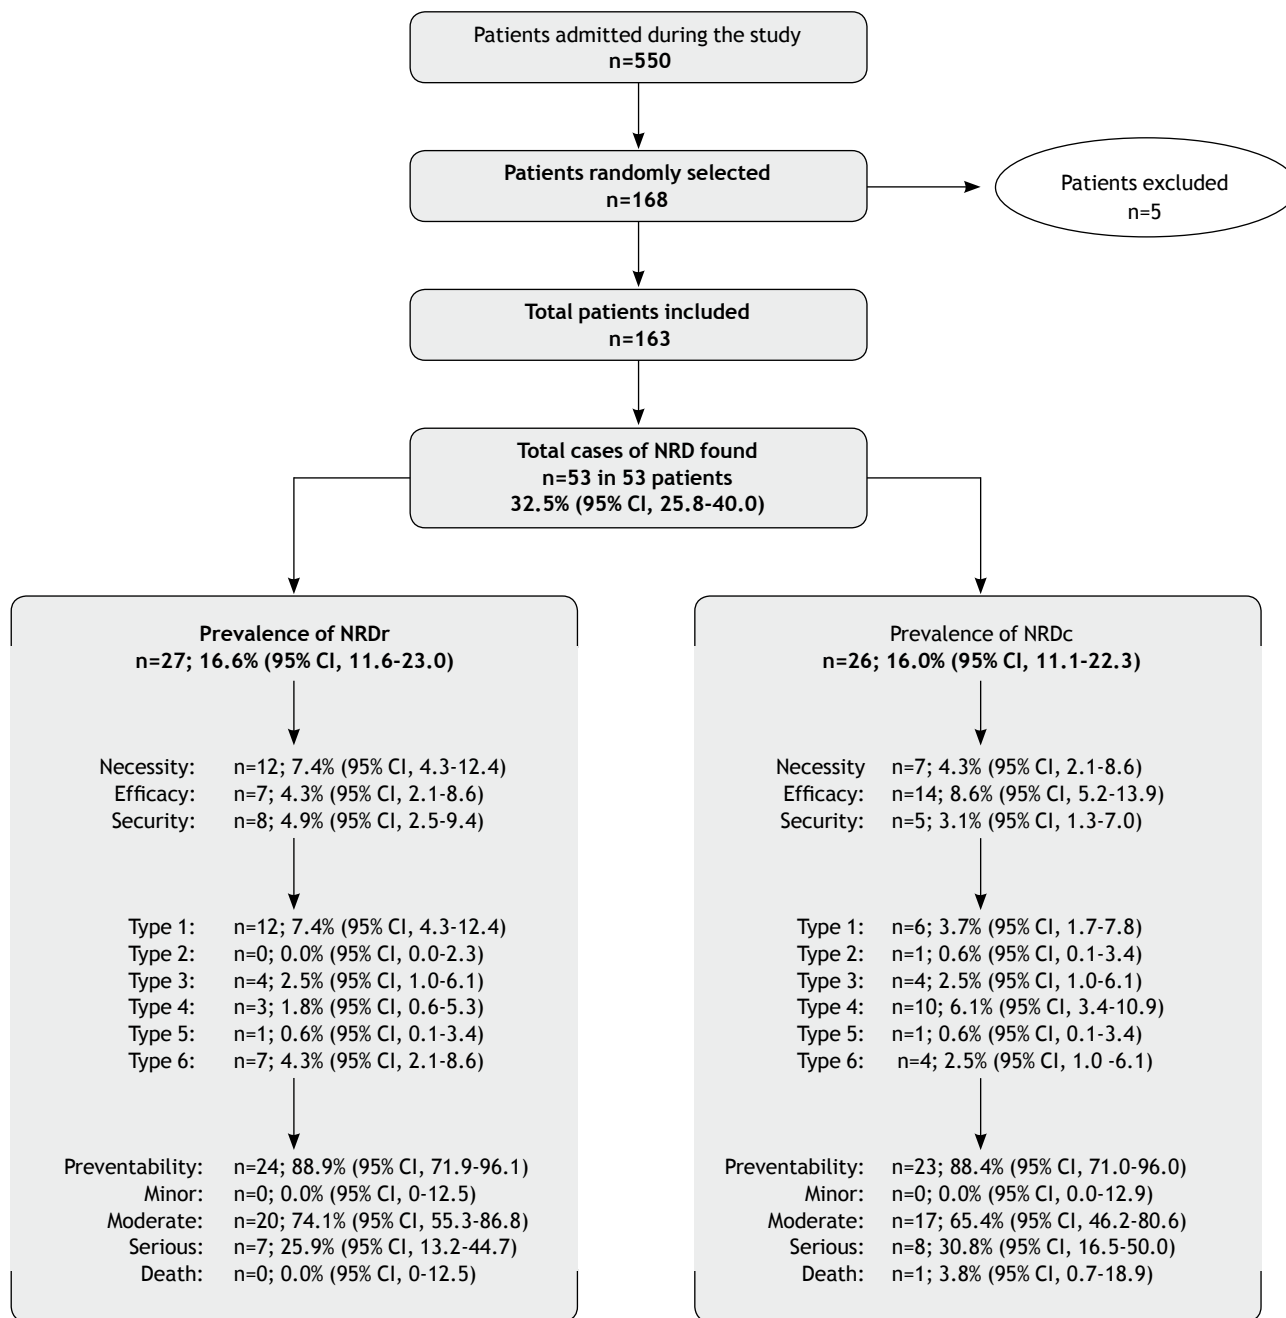 Patients admitted during the study
n=550
Patients randomly selected
n=168
Patients excluded
n=5
Total patients included
n=163
Total cases of NRD found
n=53 in 53 patients
32.5% (95% CI, 25.8-40.0)
Prevalence of NRDr
n=27; 16.6% (95% CI, 11.6-23.0)
Necessity: n=12; 7.4% (95% CI, 4.3-12.4)
Efficacy: n=7; 4.3% (95% CI, 2.1-8.6)
Security: n=8; 4.9% (95% CI, 2.5-9.4)
Type 1: n=12; 7.4% (95% CI, 4.3-12.4)
Type 2: n=0; 0.0% (95% CI, 0.0-2.3)
Type 3: n=4; 2.5% (95% CI, 1.0-6.1)
Type 4: n=3; 1.8% (95% CI, 0.6-5.3)
Type 5: n=1; 0.6% (95% CI, 0.1-3.4)
Type 6: n=7; 4.3% (95% CI, 2.1-8.6)
Preventability: n=24; 88.9% (95% CI, 71.9-96.1)
Minor: n=0; 0.0% (95% CI, 0-12.5)
Moderate: n=20; 74.1% (95% CI, 55.3-86.8)
Serious: n=7; 25.9% (95% CI, 13.2-44.7)
Death: n=0; 0.0% (95% CI, 0-12.5)
Prevalence of NRDc
n=26; 16.0% (95% CI, 11.1-22.3)
Necessity n=7; 4.3% (95% CI, 2.1-8.6)
Efficacy: n=14; 8.6% (95% CI, 5.2-13.9)
Security: n=5; 3.1% (95% CI, 1.3-7.0)
Type 1: n=6; 3.7% (95% CI, 1.7-7.8)
Type 2: n=1; 0.6% (95% CI, 0.1-3.4)
Type 3: n=4; 2.5% (95% CI, 1.0-6.1)
Type 4: n=10; 6.1% (95% CI, 3.4-10.9)
Type 5: n=1; 0.6% (95% CI, 0.1-3.4)
Type 6: n=4; 2.5% (95% CI, 1.0 -6.1)
Preventability: n=23; 88.4% (95% CI, 71.0-96.0)
Minor: n=0; 0.0% (95% CI, 0.0-12.9)
Moderate: n=17; 65.4% (95% CI, 46.2-80.6)
Serious: n=8; 30.8% (95% CI, 16.5-50.0)
Death: n=1; 3.8% (95% CI, 0.7-18.9)